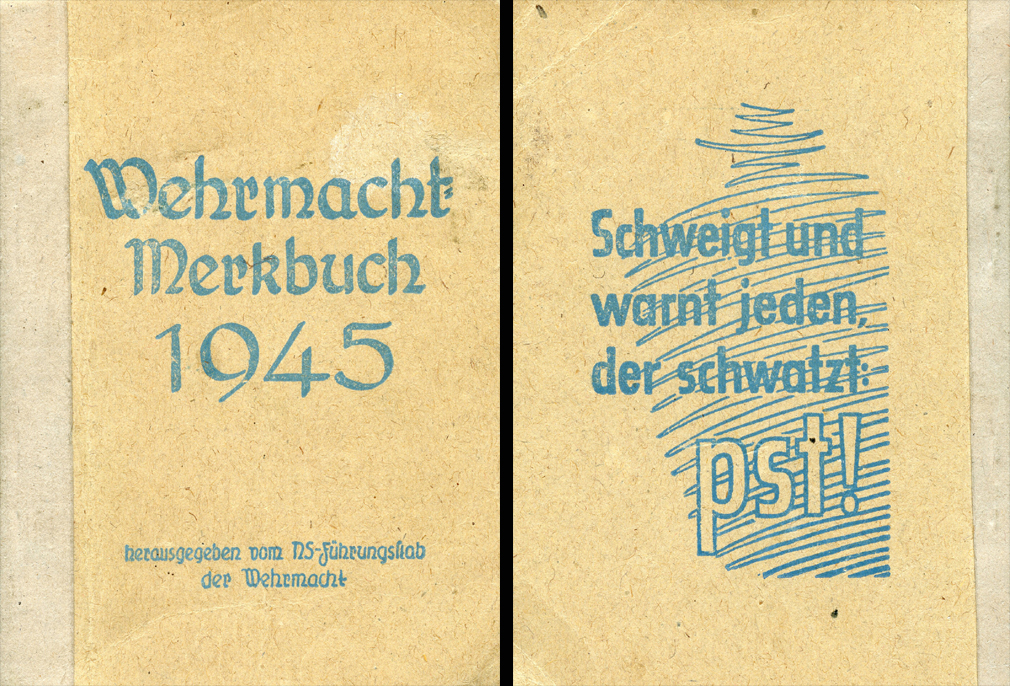 Wehrmacht-
Merkbuch
1945
herausgegeben vom NS-Führungsstab
der Wehrmacht
Schweigt und
warnt jeden,
der schwatzt:
pst!